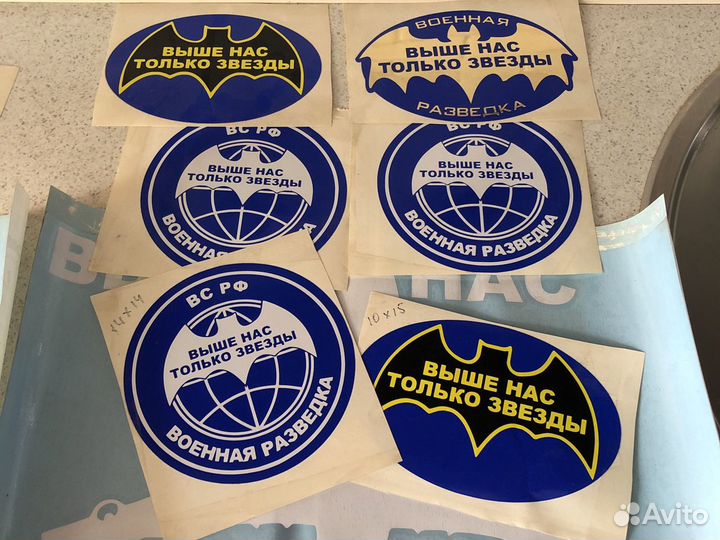 ВЫШЕ НАС
ТОЛЬКО ЗВЕЗДЫ
ВОЕННАЯ
ВЫШЕ НАС
ТОЛЬКО ЗВЕЗДЫ
РАЗВЕДКА
ВС РФ
ВЫШЕ НАС
ТОЛЬКО ЗВЕЗДЫ
ВОЕННАЯ РАЗВЕДКА
ВС РФ
ВЫШЕ НАС
ТОЛЬКО ЗВЕЗДЫ
ВОЕННАЯ РАЗВЕДКА
14×14
ВС РФ
ВЫШЕ НАС
ТОЛЬКО ЗВЕЗДЫ
ВОЕННАЯ РАЗВЕДКА
10×15
ВЫШЕ НАС
ТОЛЬКО ЗВЕЗДЫ
Avito